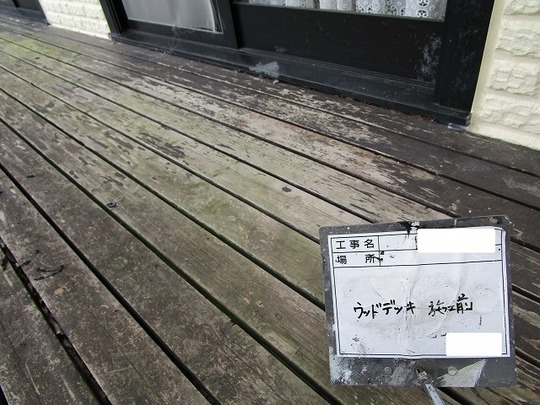 工事名
場所
ウッドデッキ 施工前